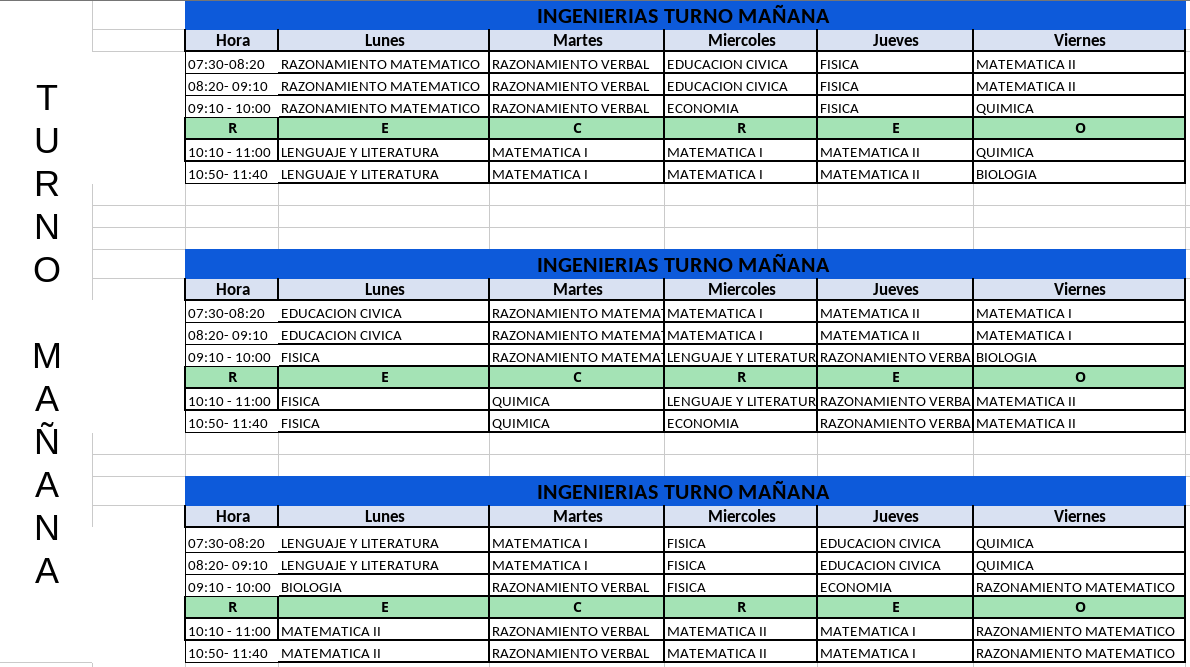 TURNO MAÑANA
INGENIERIAS TURNO MAÑANA
Hora Lunes Martes Miercoles Jueves Viernes
07:30-08:20 RAZONAMIENTO MATEMATICO RAZONAMIENTO VERBAL EDUCACION CIVICA FISICA MATEMATICA II
08:20- 09:10 RAZONAMIENTO MATEMATICO RAZONAMIENTO VERBAL EDUCACION CIVICA FISICA MATEMATICA II
09:10 - 10:00 RAZONAMIENTO MATEMATICO RAZONAMIENTO VERBAL ECONOMIA FISICA QUIMICA
R E C R E O
10:10 - 11:00 LENGUAJE Y LITERATURA MATEMATICA I MATEMATICA I MATEMATICA II QUIMICA
10:50- 11:40 LENGUAJE Y LITERATURA MATEMATICA I MATEMATICA I MATEMATICA II BIOLOGIA
INGENIERIAS TURNO MAÑANA
Hora Lunes Martes Miercoles Jueves Viernes
07:30-08:20 EDUCACION CIVICA RAZONAMIENTO MATEMAT MATEMATICA I MATEMATICA II MATEMATICA I
08:20- 09:10 EDUCACION CIVICA RAZONAMIENTO MATEMAT MATEMATICA I MATEMATICA II MATEMATICA I
09:10 - 10:00 FISICA RAZONAMIENTO MATEMAT LENGUAJE Y LITERATUR RAZONAMIENTO VERBA BIOLOGIA
R E C R E O
10:10 - 11:00 FISICA QUIMICA LENGUAJE Y LITERATUR RAZONAMIENTO VERBA MATEMATICA II
10:50- 11:40 FISICA QUIMICA ECONOMIA RAZONAMIENTO VERBA MATEMATICA II
INGENIERIAS TURNO MAÑANA
Hora Lunes Martes Miercoles Jueves Viernes
07:30-08:20 LENGUAJE Y LITERATURA MATEMATICA I FISICA EDUCACION CIVICA QUIMICA
08:20- 09:10 LENGUAJE Y LITERATURA MATEMATICA I FISICA EDUCACION CIVICA QUIMICA
09:10 - 10:00 BIOLOGIA RAZONAMIENTO VERBAL FISICA ECONOMIA RAZONAMIENTO MATEMATICO
R E C R E O
10:10 - 11:00 MATEMATICA II RAZONAMIENTO VERBAL MATEMATICA II MATEMATICA I RAZONAMIENTO MATEMATICO
10:50- 11:40 MATEMATICA II RAZONAMIENTO VERBAL MATEMATICA II MATEMATICA I RAZONAMIENTO MATEMATICO